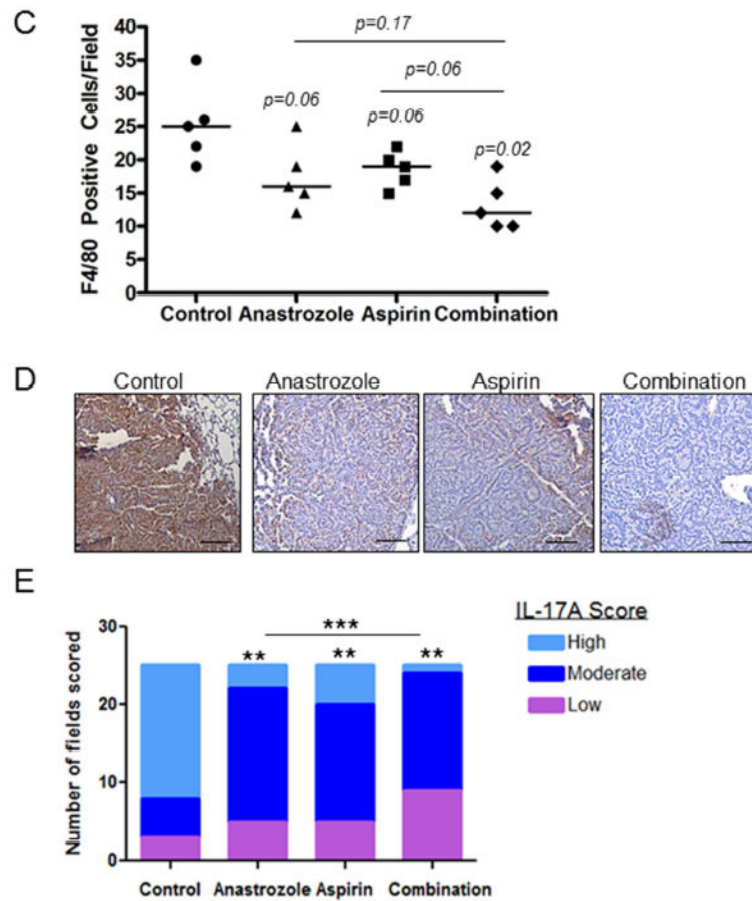 C
F4/80 Positive Cells/Field
40
35
30
25
20
15
10
5
0
p=0.17
p=0.06
p=0.06
p=0.06
p=0.02
Control Anastrozole Aspirin Combination
D
Control Anastrozole Aspirin Combination
E
Number of fields scored
30
20
10
0
***
** ** **
Control Anastrozole Aspirin Combination
IL-17A Score
High
Moderate
Low